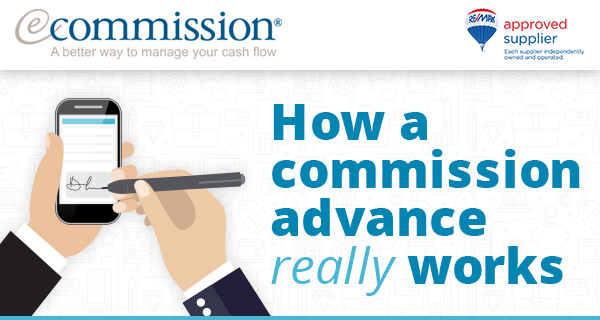 ecommission®
A better way to manage your cash flow
RE/MAX
approved
supplier
Each supplier independently
owned and operated.
How a
commission
advance
really works